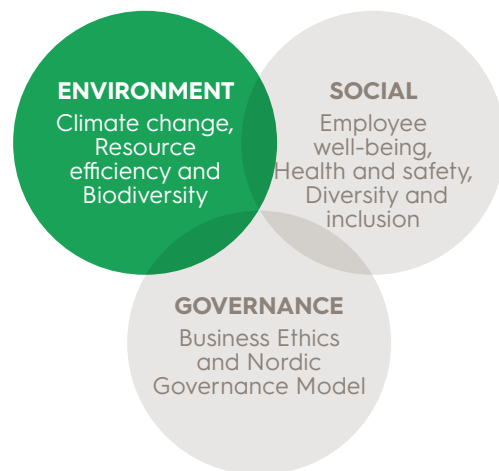 ENVIRONMENT
Climate change,
Resource
efficiency and
Biodiversity
SOCIAL
Employee
well-being,
Health and safety,
Diversity and
inclusion
GOVERNANCE
Business Ethics
and Nordic
Governance Model